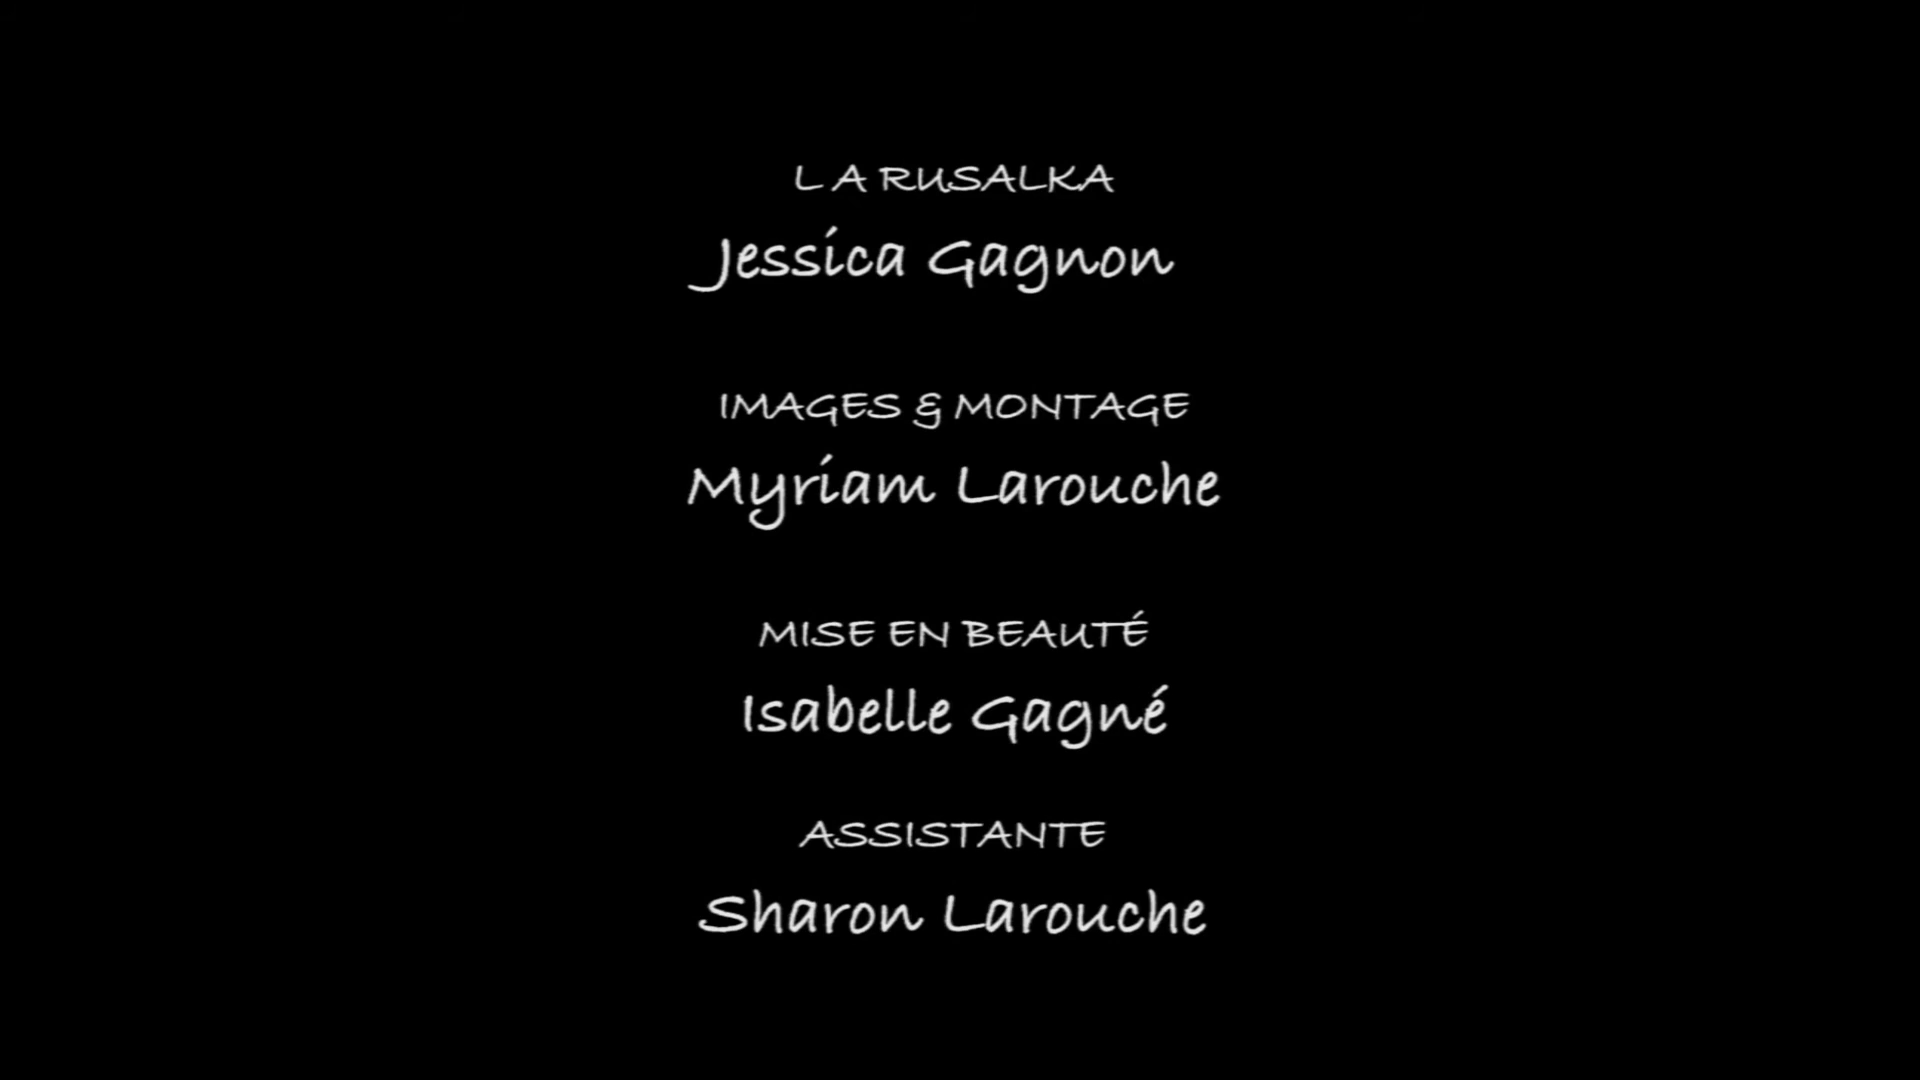 LA RUSALKA
Jessica Gagnon
IMAGES & MONTAGE
Myriam Larouche
MISE EN BEAUTÉ
Isabelle Gagné
ASSISTANTE
Sharon Larouche